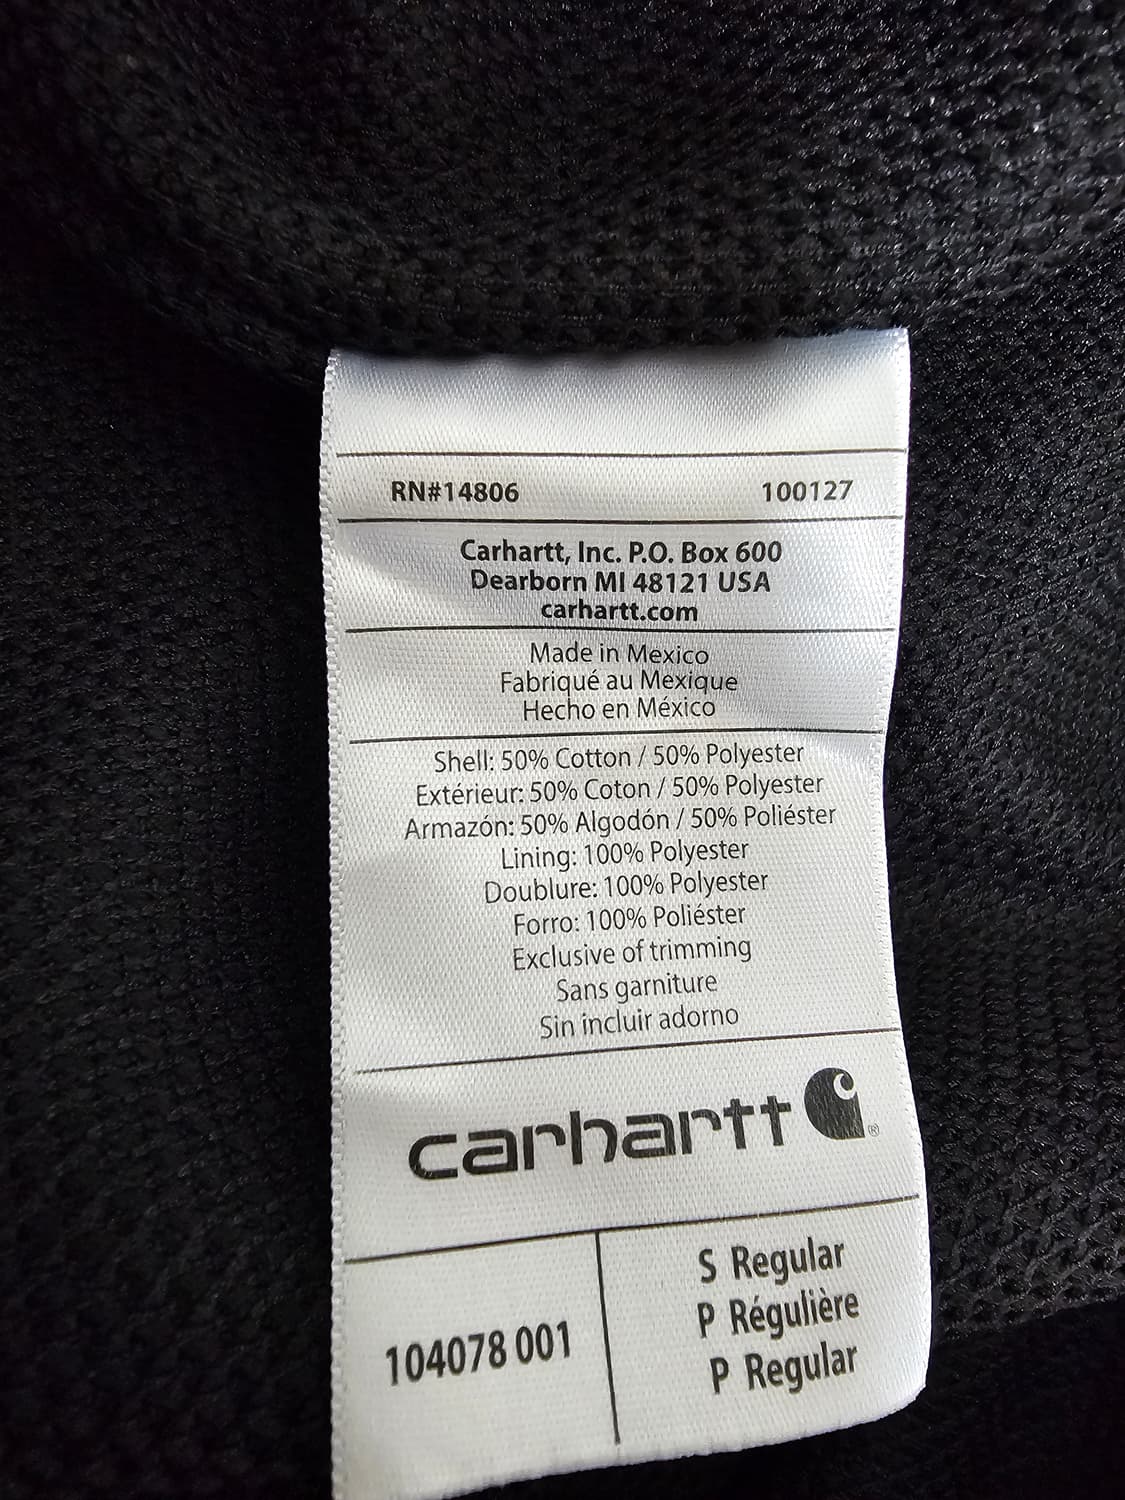 RN#14806 100127
Carhartt, Inc. P.O. Box 600
Dearborn MI 48121 USA
carhartt.com
Made in Mexico
Fabriqué au Mexique
Hecho en México
Shell: 50% Cotton / 50% Polyester
Extérieur: 50% Coton / 50% Polyester
Armazón: 50% Algodón / 50% Poliéster
Lining: 100% Polyester
Doublure: 100% Polyester
Forro: 100% Poliéster
Exclusive of trimming
Sans garniture
Sin incluir adorno
carhartt ®
104078 001
S Regular
P Régulière
P Regular